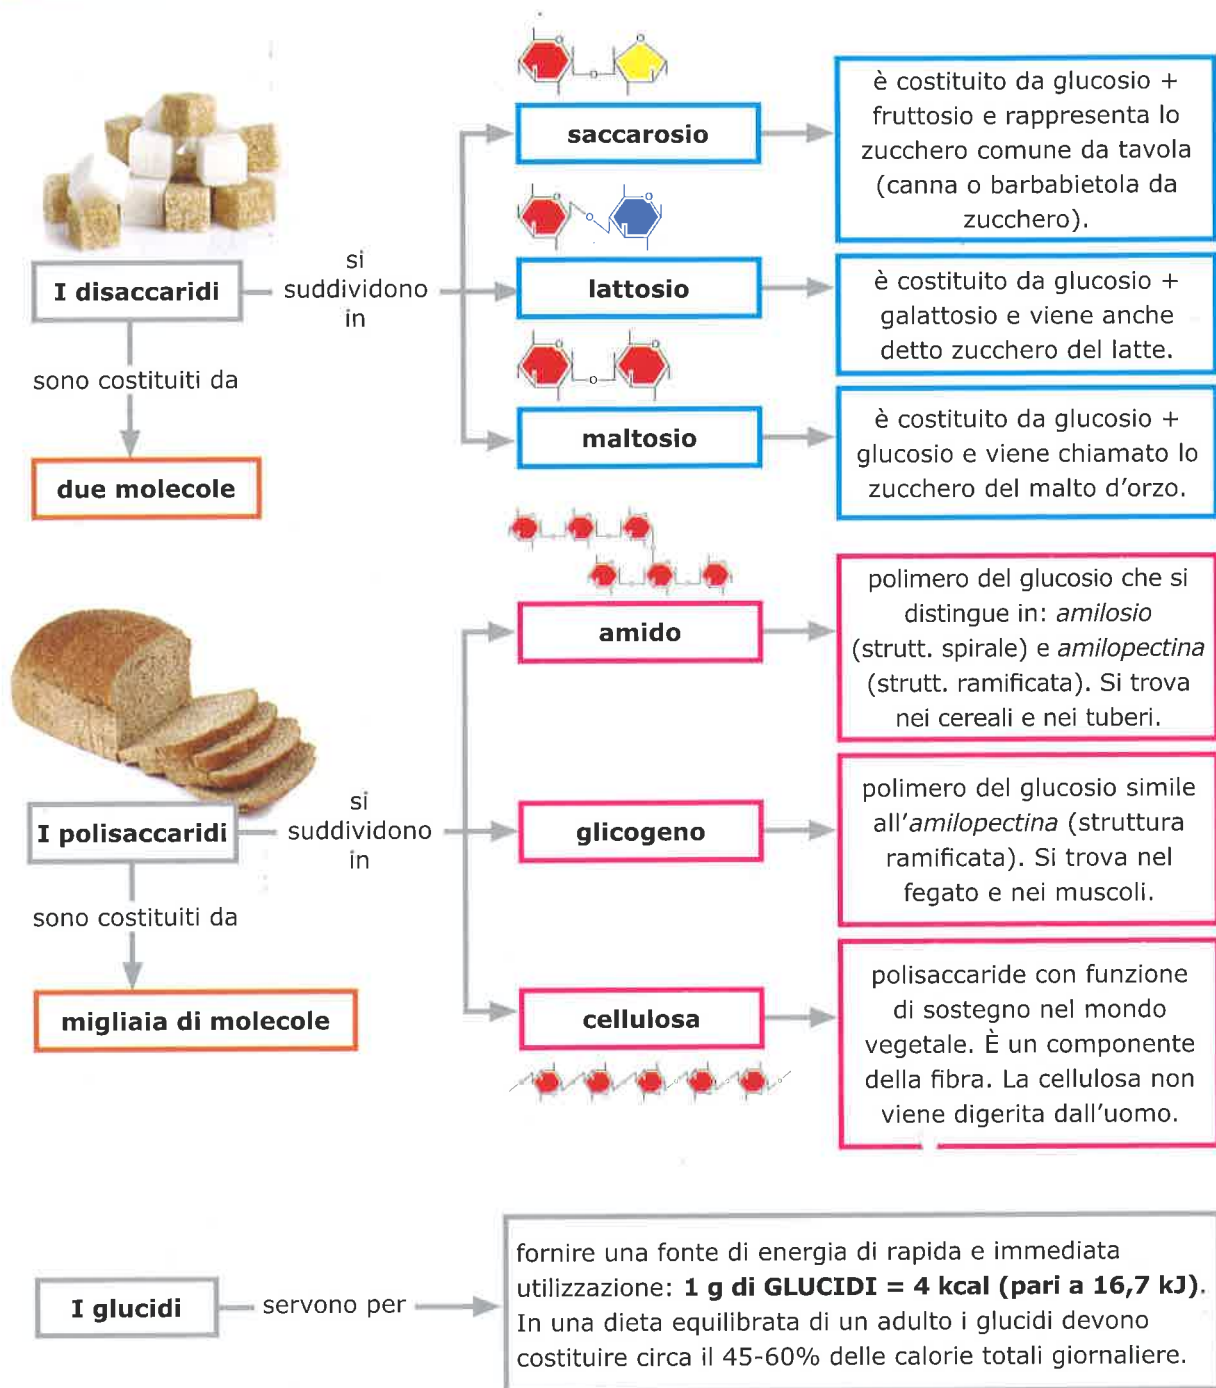 saccarosio
è costituito da glucosio +
fruttosio e rappresenta lo
zucchero comune da tavola
(canna o barbabietola da
zucchero).
I disaccaridi
si
suddividono
in
lattosio
è costituito da glucosio +
galattosio e viene anche
detto zucchero del latte.
sono costituiti da
due molecole
maltosio
è costituito da glucosio +
glucosio e viene chiamato lo
zucchero del malto d'orzo.
amido
polimero del glucosio che si
distingue in: amilosio
(strutt. spirale) e amilopectina
(strutt. ramificata). Si trova
nei cereali e nei tuberi.
I polisaccaridi
si
suddividono
in
glicogeno
polimero del glucosio simile
all'amilopectina (struttura
ramificata). Si trova nel
fegato e nei muscoli.
sono costituiti da
migliaia di molecole
cellulosa
polisaccaride con funzione
di sostegno nel mondo
vegetale. È un componente
della fibra. La cellulosa non
viene digerita dall'uomo.
I glucidi
servono per
fornire una fonte di energia di rapida e immediata
utilizzazione: 1 g di GLUCIDI = 4 kcal (pari a 16,7 kJ).
In una dieta equilibrata di un adulto i glucidi devono
costituire circa il 45-60% delle calorie totali giornaliere.